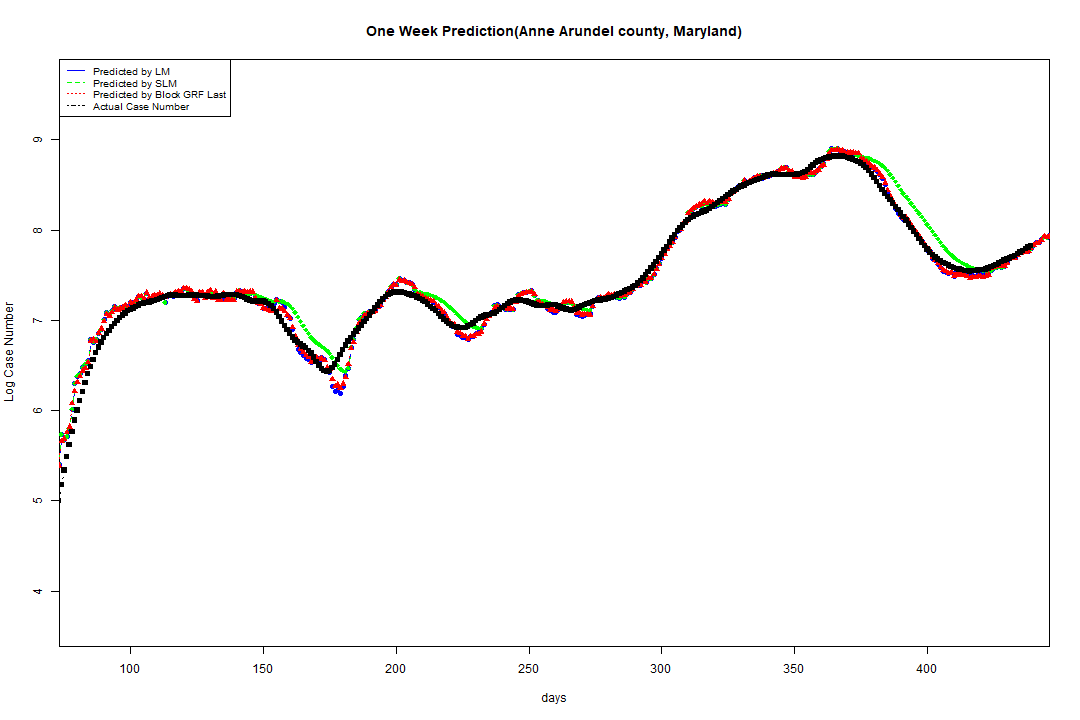 One Week Prediction(Anne Arundel county, Maryland)
Predicted by LM
Predicted by SLM
Predicted by Block GRF Last
Actual Case Number
9
8
7
6
5
4
Log Case Number
100 150 200 250 300 350 400
days